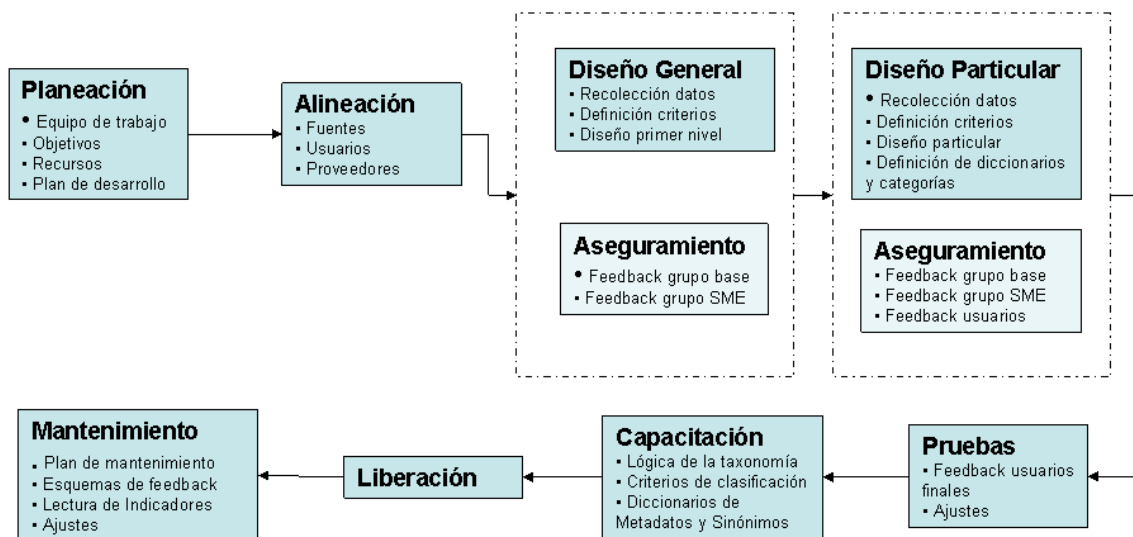 Planeación
• Equipo de trabajo
▪ Objetivos
▪ Recursos
▪ Plan de desarrollo
Alineación
▪ Fuentes
▪ Usuarios
▪ Proveedores
Diseño General
▪ Recolección datos
▪ Definición criterios
▪ Diseño primer nivel
Aseguramiento
• Feedback grupo base
▪ Feedback grupo SME
Diseño Particular
• Recolección datos
▪ Definición criterios
▪ Diseño particular
▪ Definición de diccionarios
y categorías
Aseguramiento
▪ Feedback grupo base
▪ Feedback grupo SME
▪ Feedback usuarios
Pruebas
▪ Feedback usuarios
finales
▪ Ajustes
Capacitación
▪ Lógica de la taxonomía
▪ Criterios de clasificación
▪ Diccionarios de
Metadatos y Sinónimos
Liberación
Mantenimiento
▪ Plan de mantenimiento
▪ Esquemas de feedback
▪ Lectura de Indicadores
▪ Ajustes